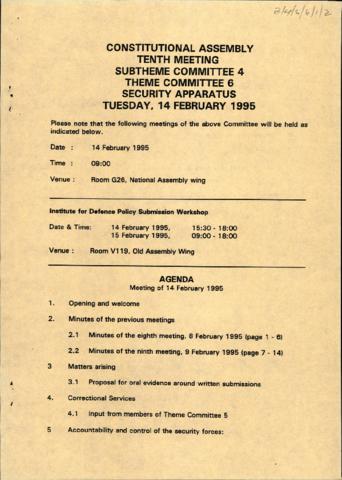 CONSTITUTIONAL ASSEMBLY
TENTH MEETING
SUBTHEME COMMITTEE 4
THEME COMMITTEE 6
SECURITY APPARATUS
TUESDAY, 14 FEBRUARY 1995
Please note that the following meetings of the above Committee will be held as
indicated below.
Date : 14 February 1995
Time : 09:00
Venue : Room G26, National Assembly wing
Institute for Defence Policy Submission Workshop
Date & Time: 14 February 1995, 15:30 - 18:00
15 February 1995, 09:00 - 18:00
Venue : Room V119, Old Assembly Wing
AGENDA
Meeting of 14 February 1995
1. Opening and welcome
2. Minutes of the previous meetings
2.1 Minutes of the eighth meeting, 8 February 1995 (page 1 - 6)
2.2 Minutes of the ninth meeting, 9 February 1995 (page 7 - 14)
3 Matters arising
3.1 Proposal for oral evidence around written submissions
4. Correctional Services
4.1 Input from members of Theme Committee 5
5 Accountability and control of the security forces: